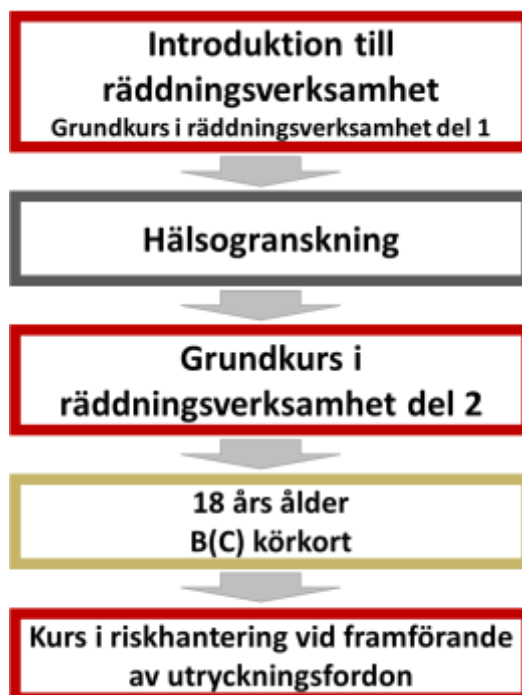 Introduktion till
räddningsverksamhet
Grundkurs i räddningsverksamhet del 1
Hälsogranskning
Grundkurs i
räddningsverksamhet del 2
18 års ålder
B(C) körkort
Kurs i riskhantering vid framförande
av utryckningsfordon